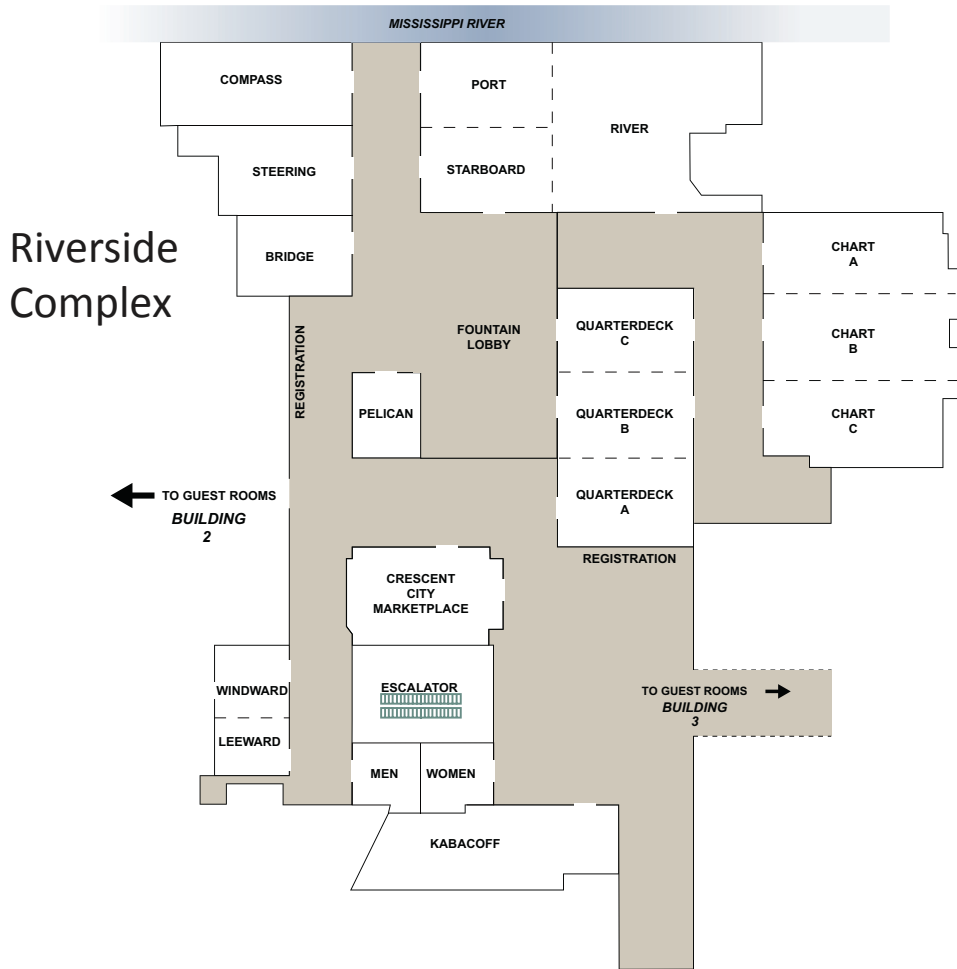 MISSISSIPPI RIVER
COMPASS
PORT
RIVER
STEERING
STARBOARD
Riverside
Complex
BRIDGE
CHART
A
REGISTRATION
FOUNTAIN
LOBBY
QUARTERDECK
C
CHART
B
PELICAN
QUARTERDECK
B
CHART
C
TO GUEST ROOMS
BUILDING
2
QUARTERDECK
A
REGISTRATION
CRESCENT
CITY
MARKETPLACE
WINDWARD
ESCALATOR
TO GUEST ROOMS
BUILDING
3
LEEWARD
MEN
WOMEN
KABACOFF